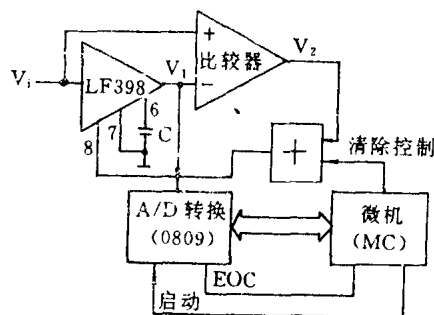 Vi
LF398
V1
+
−
比较器
V2
6
7
8
C
+
清除控制
A/D 转换
(0809)
微机
(MC)
EOC
启动